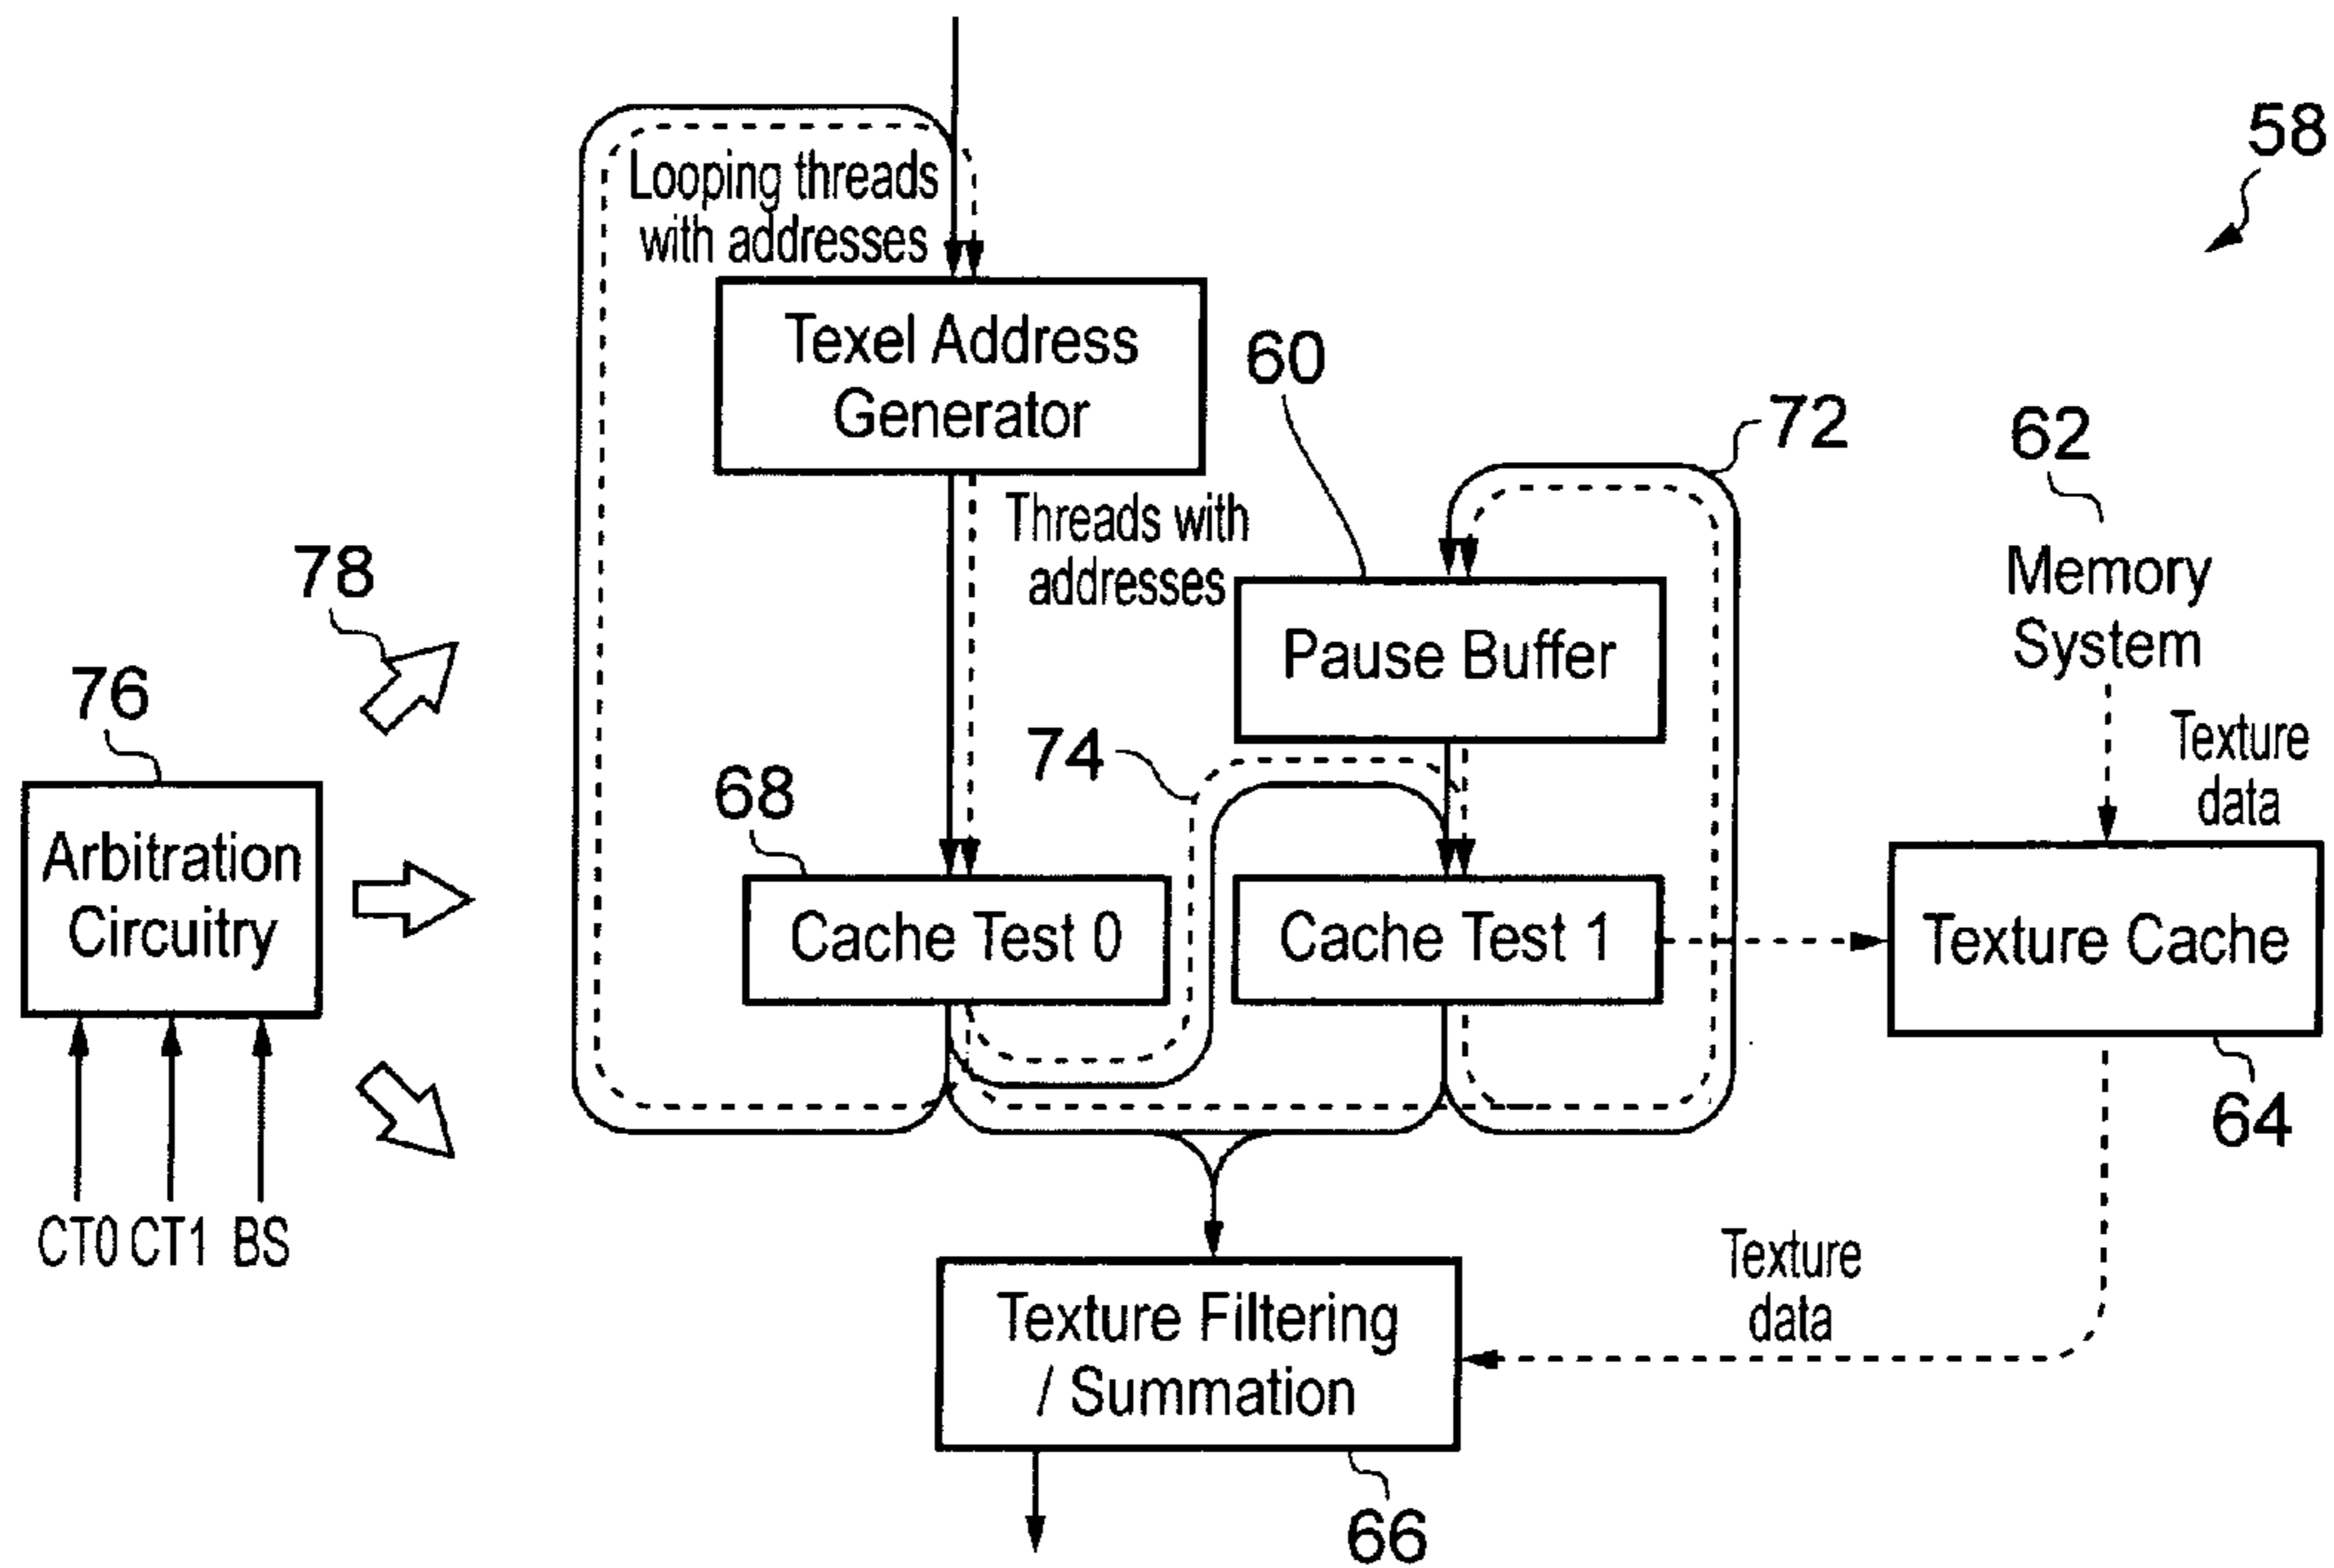 58
Looping threads
with addresses
Texel Address
Generator
60
72
62
Threads with
addresses
Memory
System
78
Pause Buffer
76
74
Texture
data
68
Arbitration
Circuitry
Cache Test 0
Cache Test 1
Texture Cache
64
CT0 CT1 BS
Texture
data
Texture Filtering
/ Summation
66